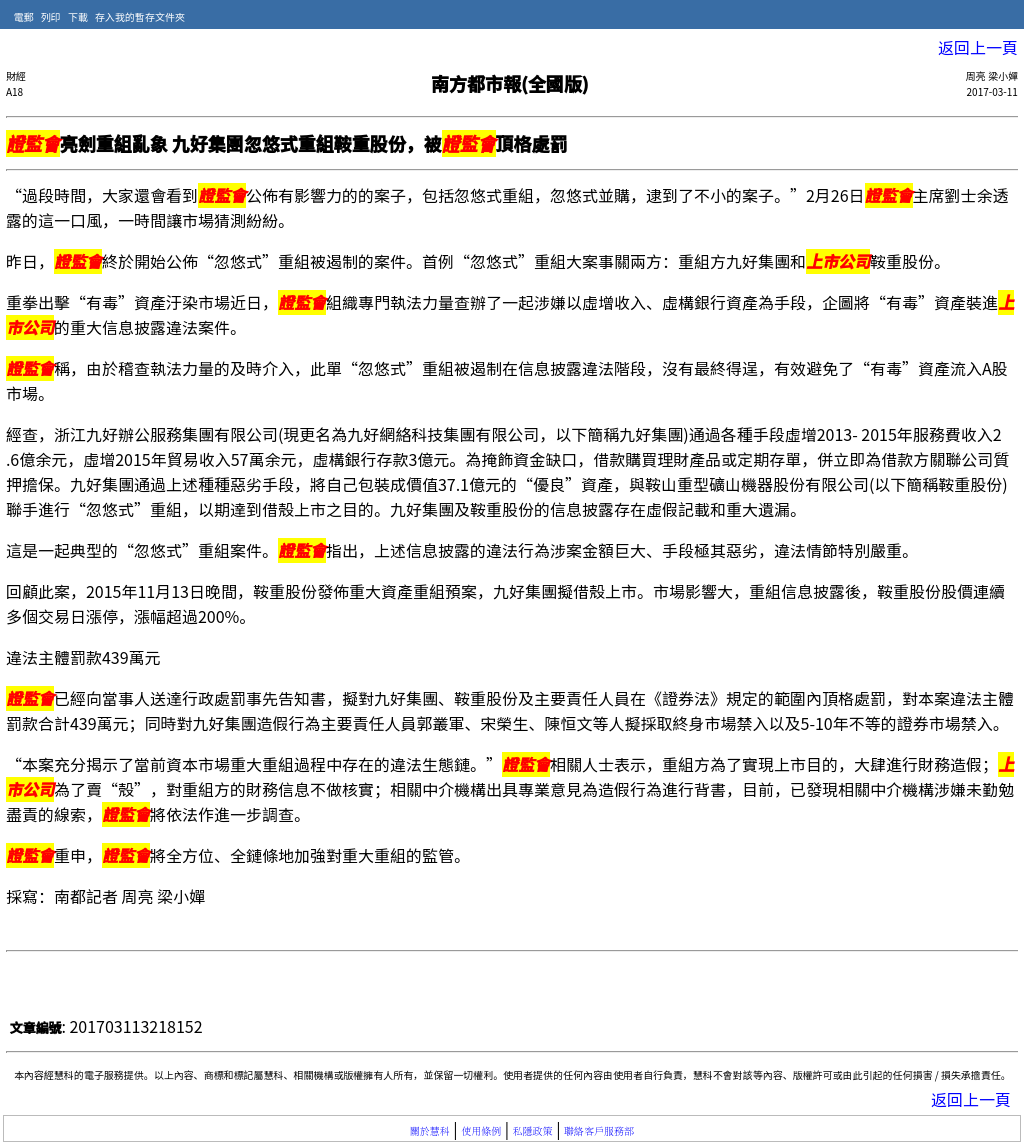 電郵 列印 下載 存入我的暫存文件夾
返回上一頁
財經
A18
南方都市報(全國版)
周亮 梁小嬋
2017-03-11
證監會亮劍重組亂象 九好集團忽悠式重組鞍重股份，被證監會頂格處罰
“過段時間，大家還會看到證監會公佈有影響力的的案子，包括忽悠式重組，忽悠式並購，逮到了不小的案子。”2月26日證監會主席劉士余透
露的這一口風，一時間讓市場猜測紛紛。
昨日，證監會終於開始公佈“忽悠式”重組被遏制的案件。首例“忽悠式”重組大案事關兩方：重組方九好集團和上市公司鞍重股份。
重拳出擊“有毒”資產汙染市場近日，證監會組織專門執法力量查辦了一起涉嫌以虛增收入、虛構銀行資產為手段，企圖將“有毒”資產裝進上
市公司的重大信息披露違法案件。
證監會稱，由於稽查執法力量的及時介入，此單“忽悠式”重組被遏制在信息披露違法階段，沒有最終得逞，有效避免了“有毒”資產流入A股
市場。
經查，浙江九好辦公服務集團有限公司(現更名為九好網絡科技集團有限公司，以下簡稱九好集團)通過各種手段虛增2013- 2015年服務費收入2
.6億余元，虛增2015年貿易收入57萬余元，虛構銀行存款3億元。為掩飾資金缺口，借款購買理財產品或定期存單，併立即為借款方關聯公司質
押擔保。九好集團通過上述種種惡劣手段，將自己包裝成價值37.1億元的“優良”資產，與鞍山重型礦山機器股份有限公司(以下簡稱鞍重股份)
聯手進行“忽悠式”重組，以期達到借殼上市之目的。九好集團及鞍重股份的信息披露存在虛假記載和重大遺漏。
這是一起典型的“忽悠式”重組案件。證監會指出，上述信息披露的違法行為涉案金額巨大、手段極其惡劣，違法情節特別嚴重。
回顧此案，2015年11月13日晚間，鞍重股份發佈重大資產重組預案，九好集團擬借殼上市。市場影響大，重組信息披露後，鞍重股份股價連續
多個交易日漲停，漲幅超過200%。
違法主體罰款439萬元
證監會已經向當事人送達行政處罰事先告知書，擬對九好集團、鞍重股份及主要責任人員在《證券法》規定的範圍內頂格處罰，對本案違法主體
罰款合計439萬元；同時對九好集團造假行為主要責任人員郭叢軍、宋榮生、陳恒文等人擬採取終身市場禁入以及5-10年不等的證券市場禁入。
“本案充分揭示了當前資本市場重大重組過程中存在的違法生態鏈。”證監會相關人士表示，重組方為了實現上市目的，大肆進行財務造假；上
市公司為了賣“殼”，對重組方的財務信息不做核實；相關中介機構出具專業意見為造假行為進行背書，目前，已發現相關中介機構涉嫌未勤勉
盡責的線索，證監會將依法作進一步調查。
證監會重申，證監會將全方位、全鏈條地加強對重大重組的監管。
採寫：南都記者 周亮 梁小嬋
文章編號: 201703113218152
本內容經慧科的電子服務提供。以上內容、商標和標記屬慧科、相關機構或版權擁有人所有，並保留一切權利。使用者提供的任何內容由使用者自行負責，慧科不會對該等內容、版權許可或由此引起的任何損害 / 損失承擔責任。
返回上一頁
關於慧科 | 使用條例 | 私隱政策 | 聯絡客戶服務部